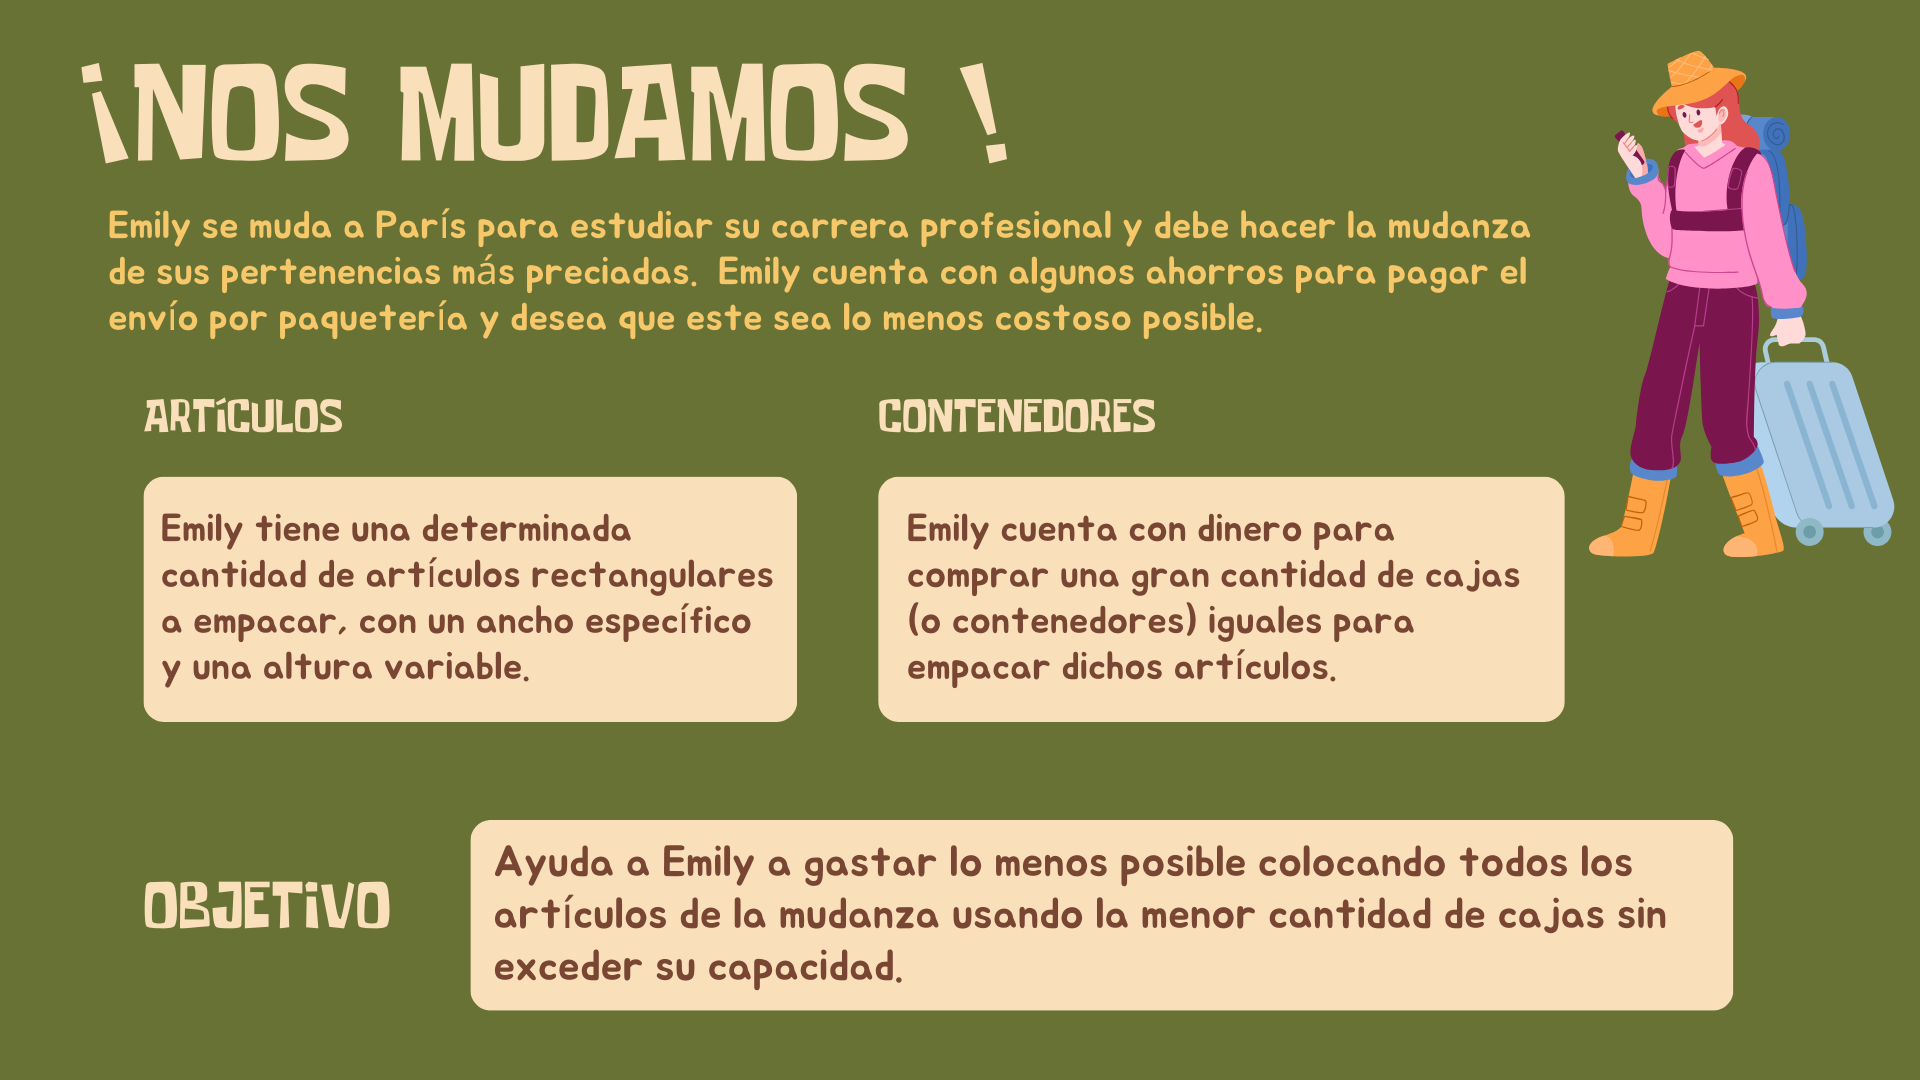 ¡NOS MUDAMOS !
Emily se muda a París para estudiar su carrera profesional y debe hacer la mudanza
de sus pertenencias más preciadas.  Emily cuenta con algunos ahorros para pagar el
envío por paquetería y desea que este sea lo menos costoso posible.
ARTÍCULOS
Emily tiene una determinada
cantidad de artículos rectangulares
a empacar, con un ancho específico
y una altura variable.
CONTENEDORES
Emily cuenta con dinero para
comprar una gran cantidad de cajas
(o contenedores) iguales para
empacar dichos artículos.
OBJETIVO
Ayuda a Emily a gastar lo menos posible colocando todos los
artículos de la mudanza usando la menor cantidad de cajas sin
exceder su capacidad.